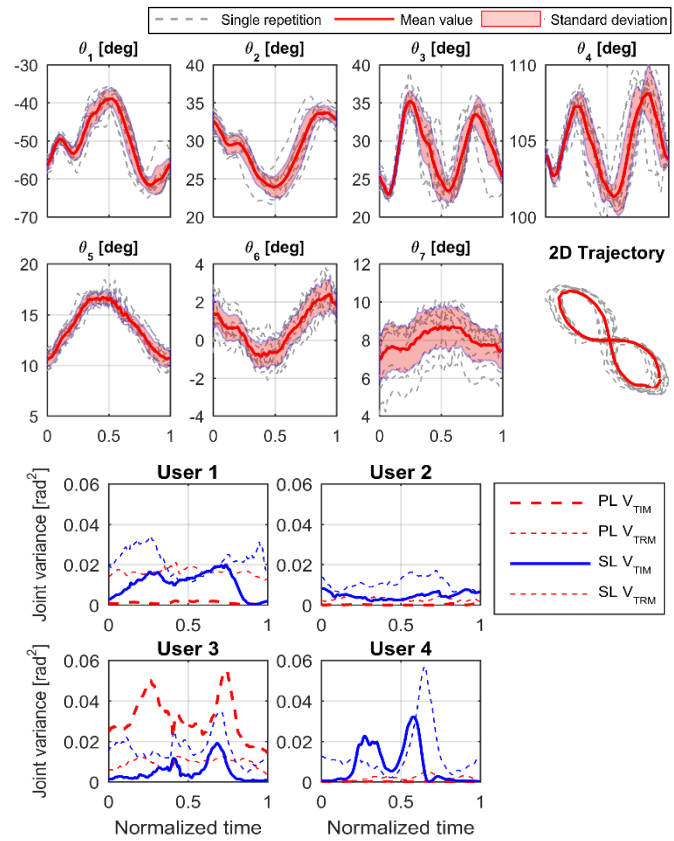 Single repetition Mean value Standard deviation
θ1 [deg] θ2 [deg] θ3 [deg] θ4 [deg]
-30 40 40 110
-40 35 35
-50 30 30 105
-60 25 25
-70 20 20 100
θ5 [deg] θ6 [deg] θ7 [deg] 2D Trajectory
20 4 12
15 2 10
0 8
10 -2 6
5 -4 4
0 0.5 1 0 0.5 1 0 0.5 1
User 1 User 2
Joint variance [rad2]
0.06 0.06
0.04 0.04
0.02 0.02
0 0
0 0.5 1 0 0.5 1
PL VTIM
PL VTRM
SL VTIM
SL VTRM
User 3 User 4
Joint variance [rad2]
0.06 0.06
0.04 0.04
0.02 0.02
0 0
0 0.5 1 0 0.5 1
Normalized time Normalized time